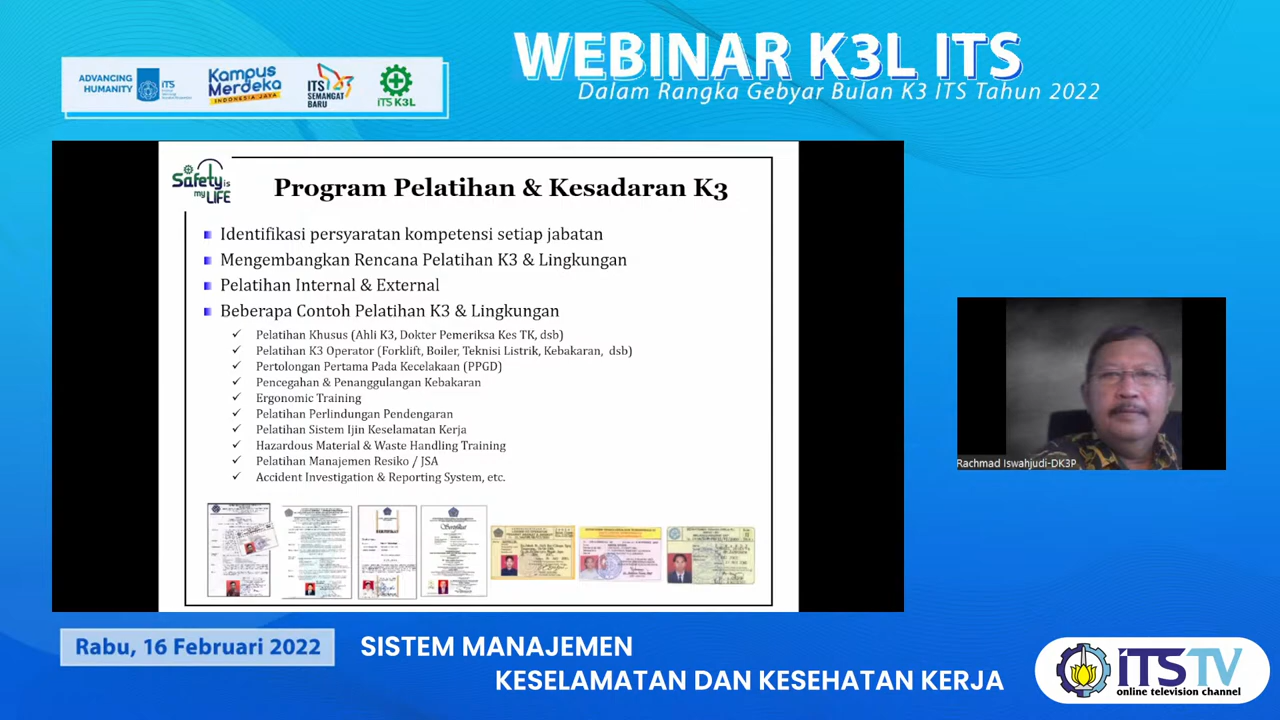 WEBINAR K3L ITS
Dalam Rangka Gebyar Bulan K3 ITS Tahun 2022
ADVANCING
HUMANITY
ITS
Kampus
Merdeka
INDONESIA JAYA
ITS
SEMANGAT
BARU
ITS K3L
Safety is
my LIFE
Program Pelatihan & Kesadaran K3
Identifikasi persyaratan kompetensi setiap jabatan
Mengembangkan Rencana Pelatihan K3 & Lingkungan
Pelatihan Internal & External
Beberapa Contoh Pelatihan K3 & Lingkungan
✓ Pelatihan Khusus (Ahli K3, Dokter Pemeriksa Kes TK, dsb)
✓ Pelatihan K3 Operator (Forklift, Boiler, Teknisi Listrik, Kebakaran, dsb)
✓ Pertolongan Pertama Pada Kecelakaan (PPGD)
✓ Pencegahan & Penanggulangan Kebakaran
✓ Ergonomic Training
✓ Pelatihan Perlindungan Pendengaran
✓ Pelatihan Sistem Ijin Keselamatan Kerja
✓ Hazardous Material & Waste Handling Training
✓ Pelatihan Manajemen Resiko / JSA
✓ Accident Investigation & Reporting System, etc.
Rachmad Iswahjudi-DK3P
Rabu, 16 Februari 2022
SISTEM MANAJEMEN
KESELAMATAN DAN KESEHATAN KERJA
iTS TV
online television channel